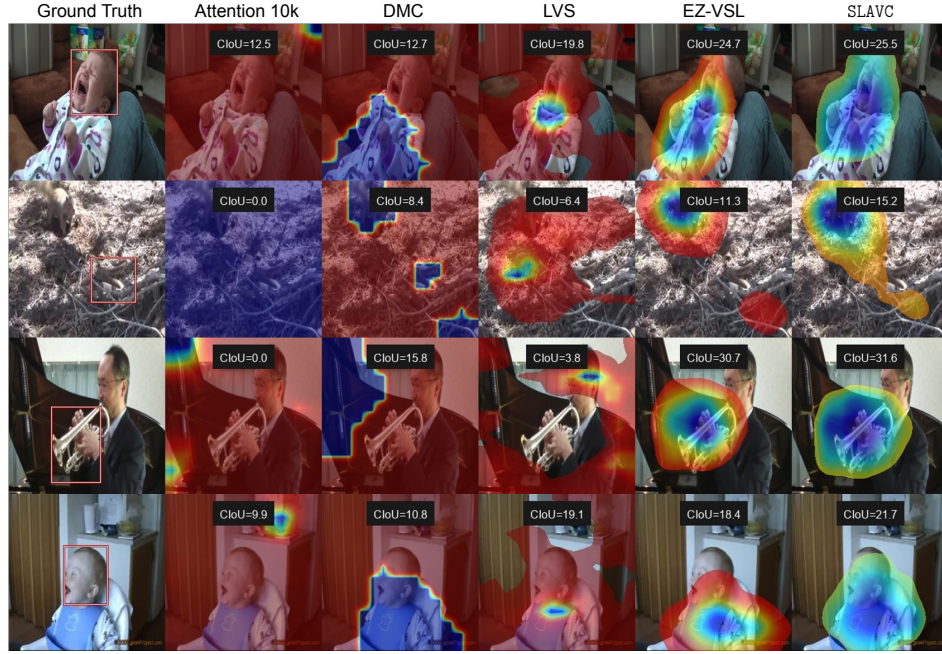 Ground Truth Attention 10k DMC LVS EZ-VSL SLAVC
CIoU=12.5 CIoU=12.7 CIoU=19.8 CIoU=24.7 CIoU=25.5
CIoU=0.0 CIoU=8.4 CIoU=6.4 CIoU=11.3 CIoU=15.2
CIoU=0.0 CIoU=15.8 CIoU=3.8 CIoU=30.7 CIoU=31.6
CIoU=9.9 CIoU=10.8 CIoU=19.1 CIoU=18.4 CIoU=21.7